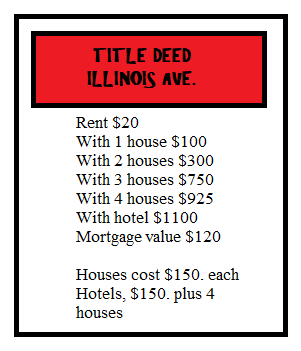 TITLE DEED
ILLINOIS AVE.
Rent $20
With 1 house $100
With 2 houses $300
With 3 houses $750
With 4 houses $925
With hotel $1100
Mortgage value $120
Houses cost $150. each
Hotels, $150. plus 4
houses